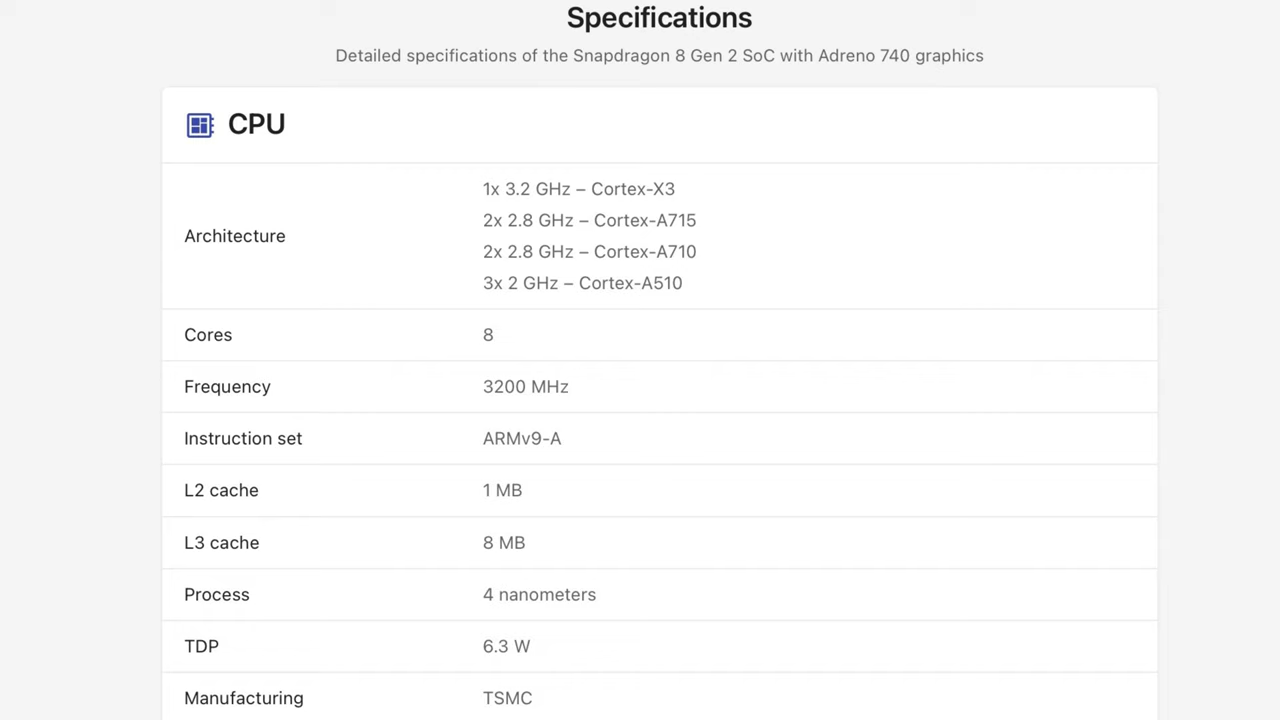 Specifications
Detailed specifications of the Snapdragon 8 Gen 2 SoC with Adreno 740 graphics
CPU
Architecture
1x 3.2 GHz – Cortex-X3
2x 2.8 GHz – Cortex-A715
2x 2.8 GHz – Cortex-A710
3x 2 GHz – Cortex-A510
Cores 8
Frequency 3200 MHz
Instruction set ARMv9-A
L2 cache 1 MB
L3 cache 8 MB
Process 4 nanometers
TDP 6.3 W
Manufacturing TSMC